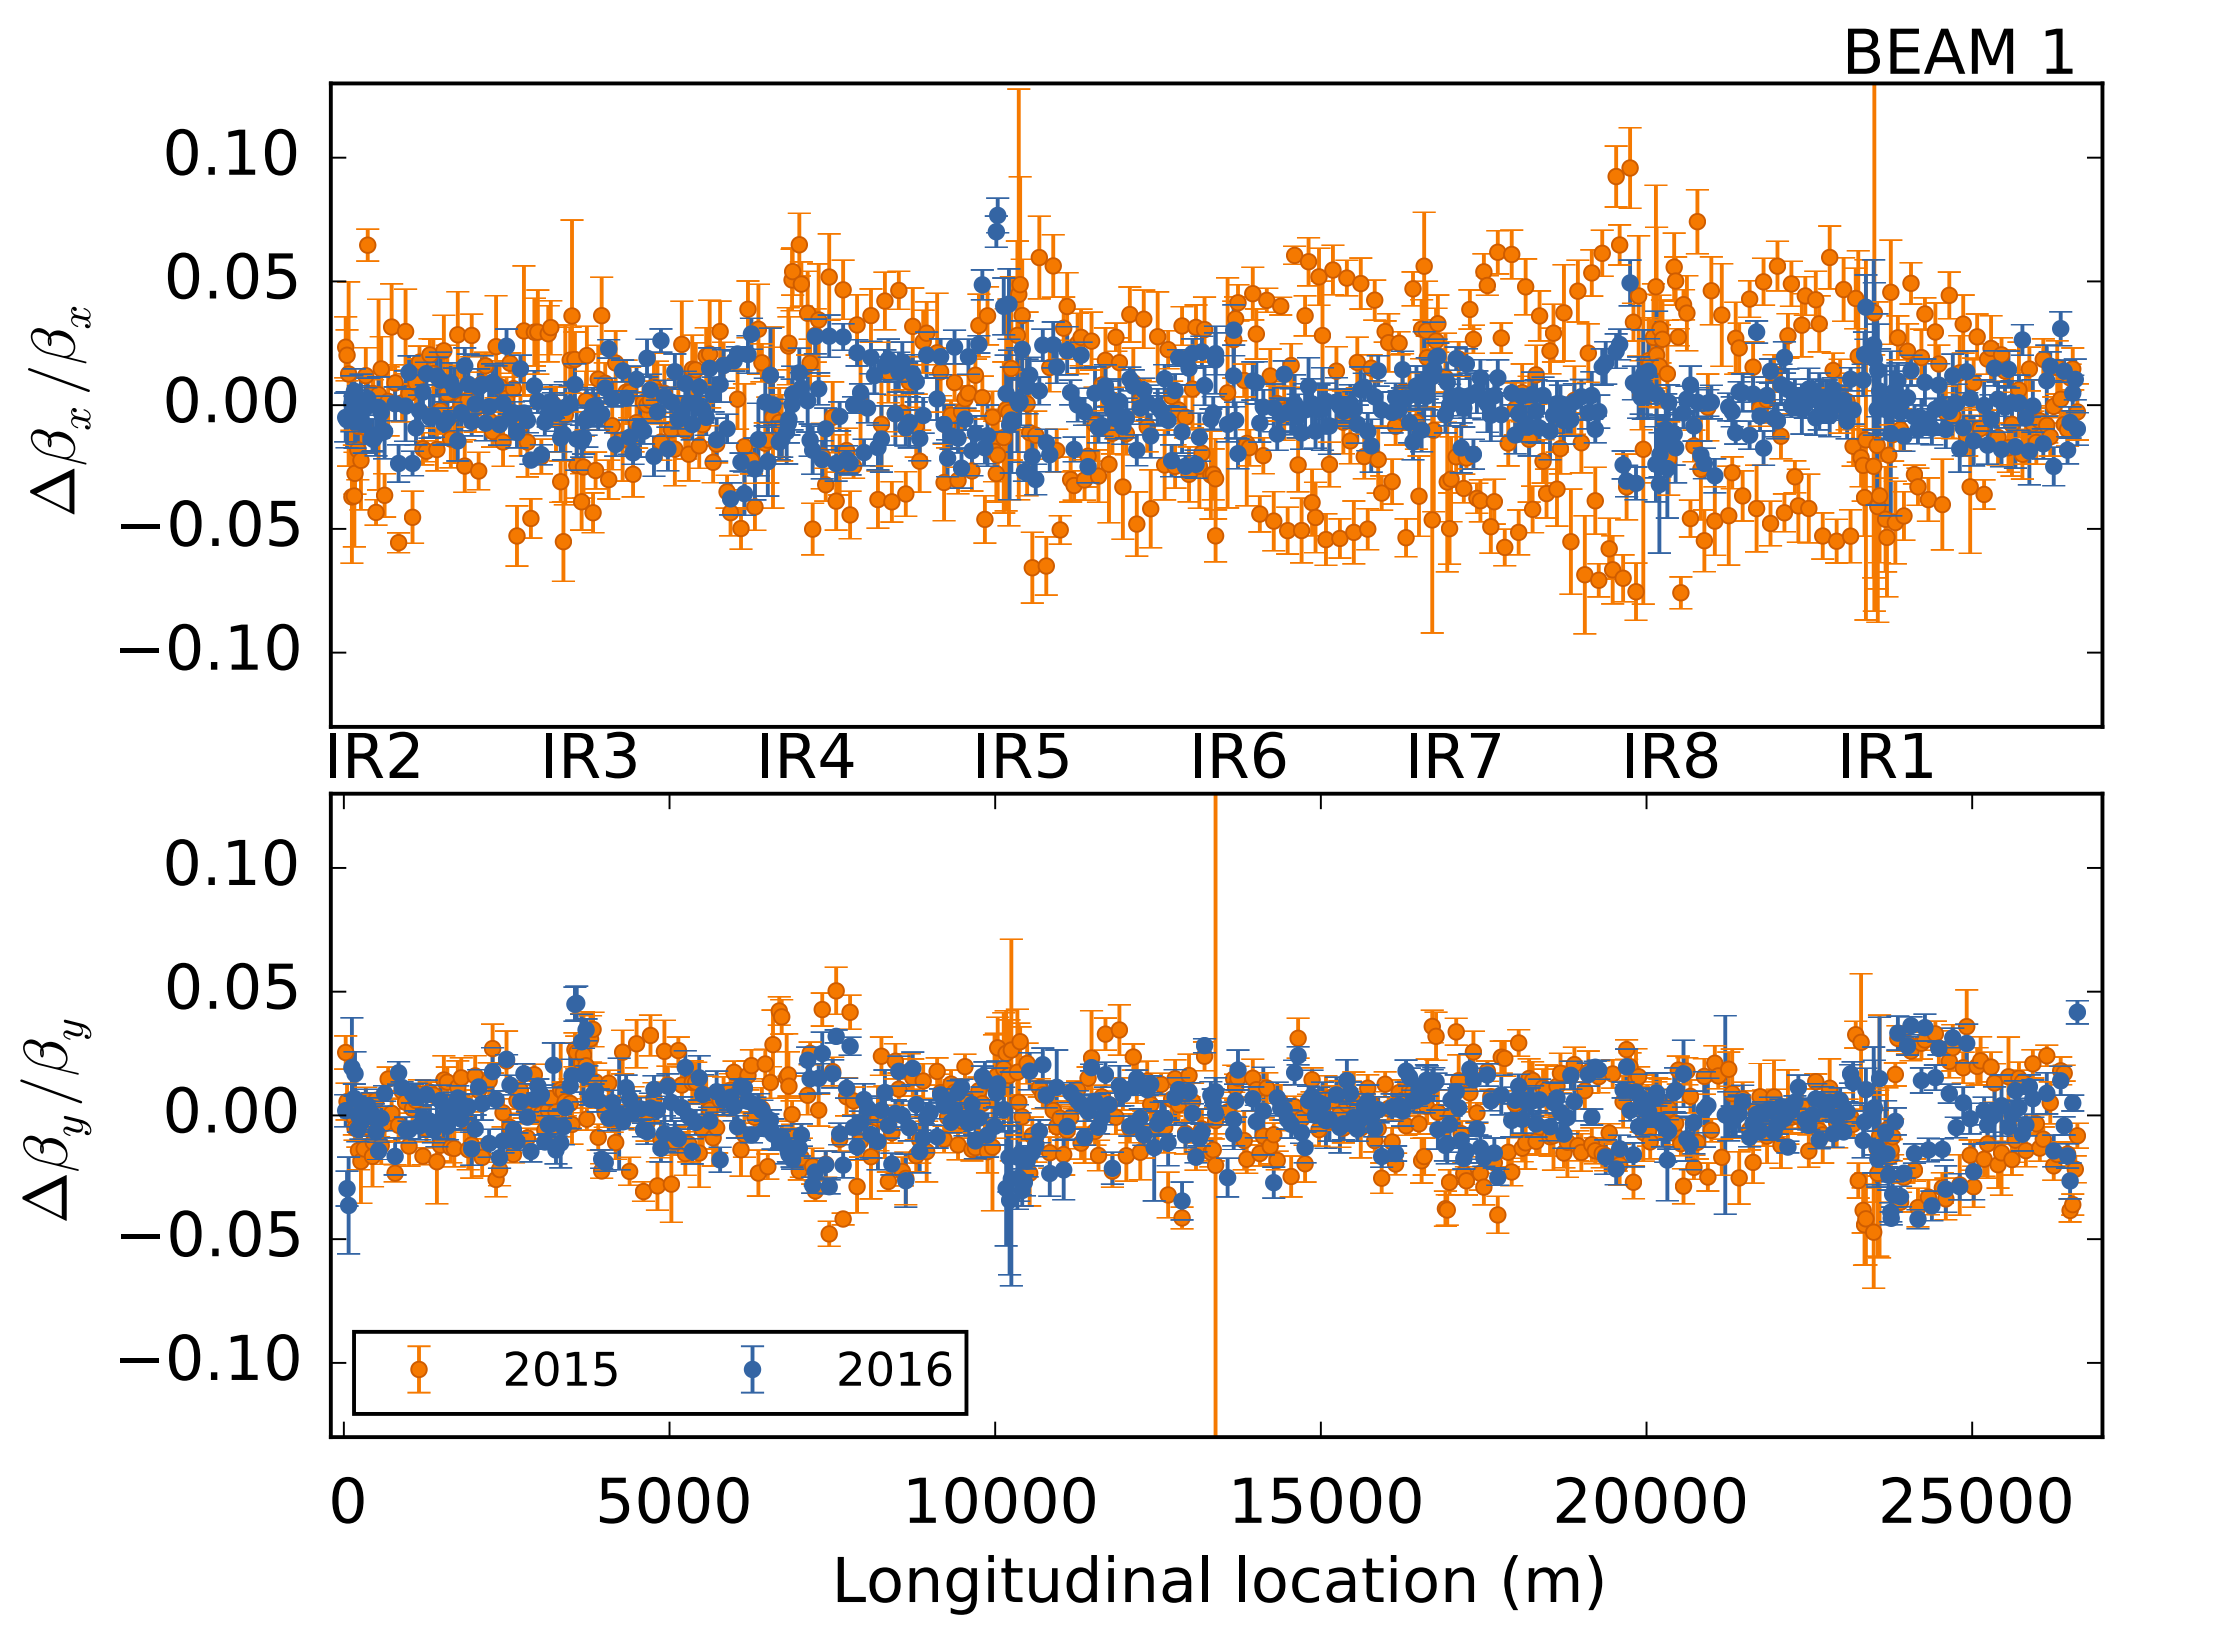 BEAM 1
Δβx/βx
0.10
0.05
0.00
−0.05
−0.10
IR2 IR3 IR4 IR5 IR6 IR7 IR8 IR1
Δβy/βy
0.10
0.05
0.00
−0.05
−0.10
2015 2016
0 5000 10000 15000 20000 25000
Longitudinal location (m)